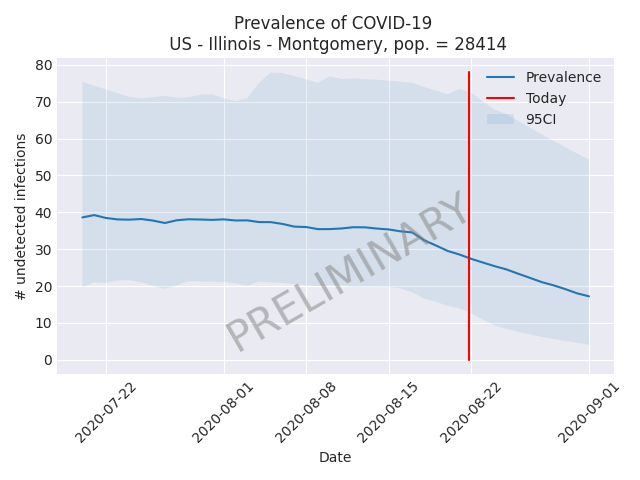 Prevalence of COVID-19
US - Illinois - Montgomery, pop. = 28414
80
70
60
50
40
30
20
10
0
# undetected infections
Prevalence
Today
95CI
PRELIMINARY
2020-07-22
2020-08-01
2020-08-08
2020-08-15
2020-08-22
2020-09-01
Date